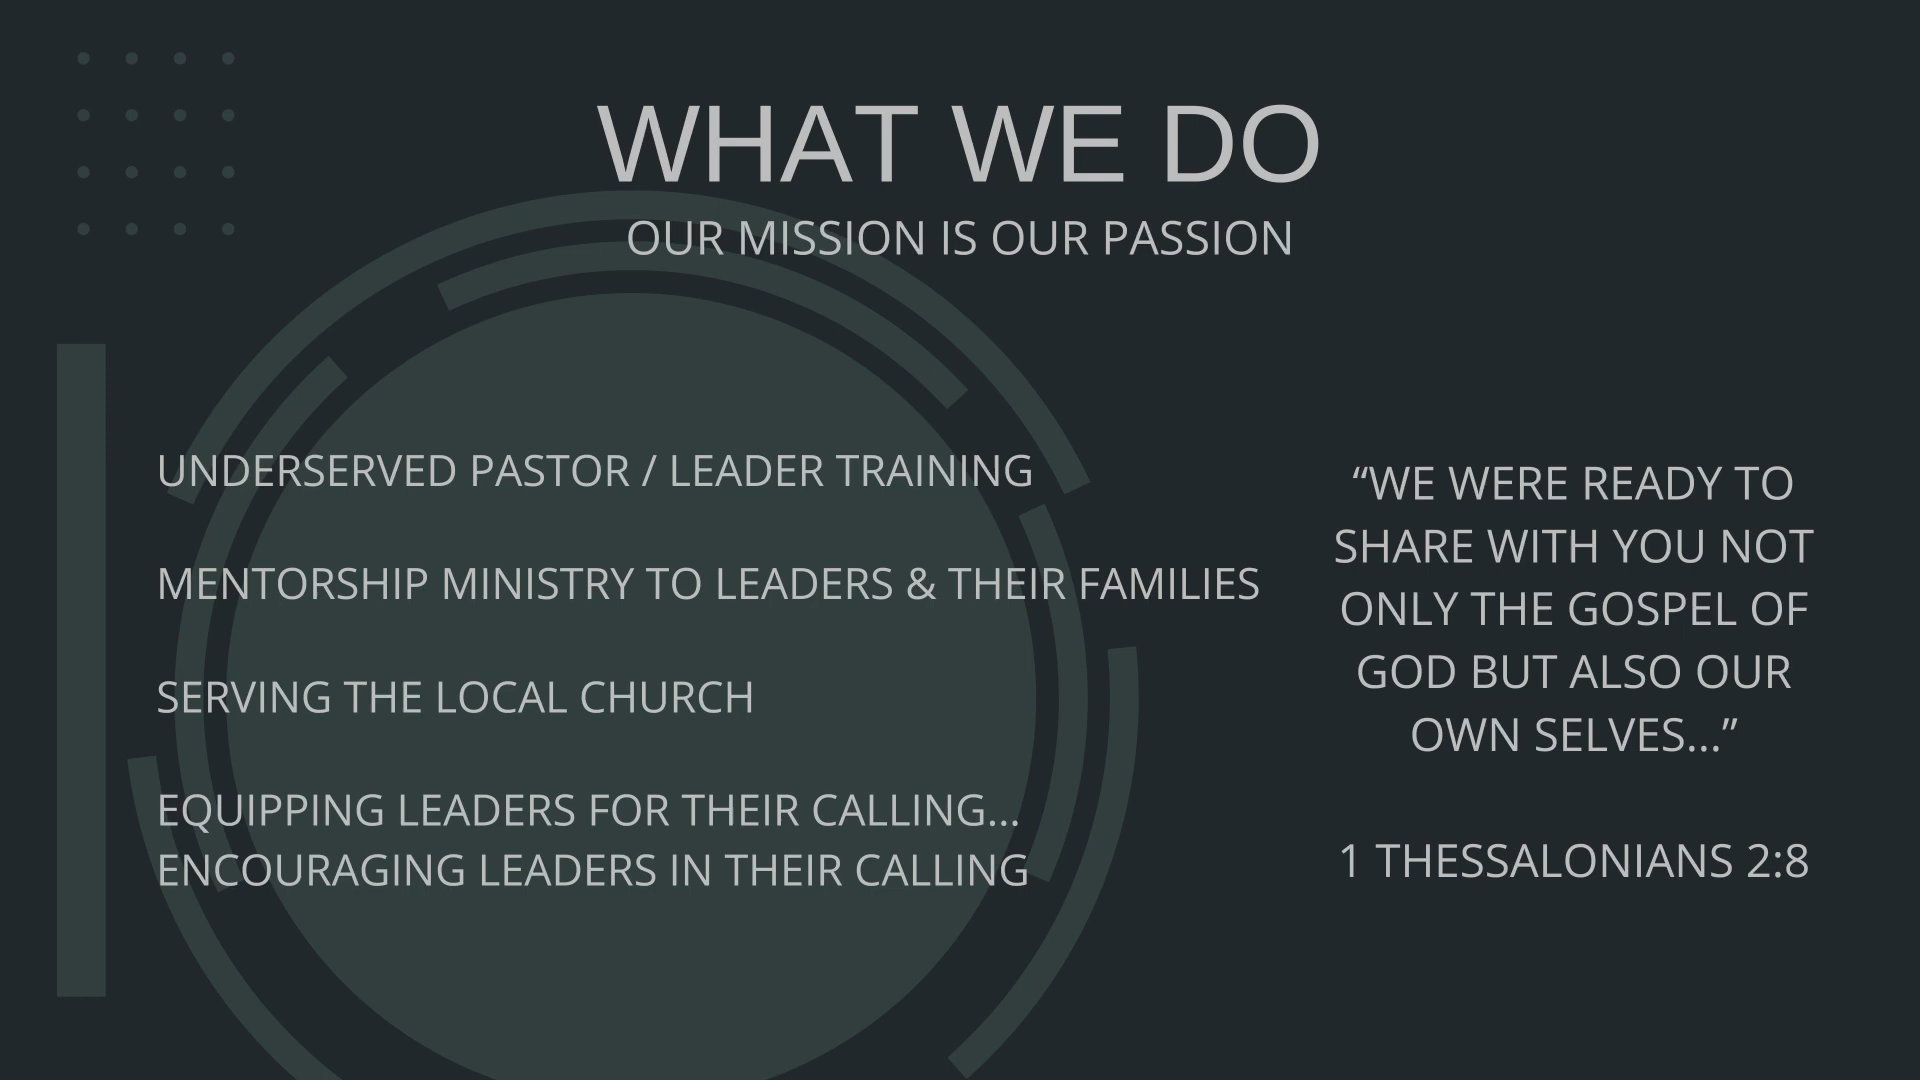 WHAT WE DO
OUR MISSION IS OUR PASSION
UNDERSERVED PASTOR / LEADER TRAINING
MENTORSHIP MINISTRY TO LEADERS & THEIR FAMILIES
SERVING THE LOCAL CHURCH
EQUIPPING LEADERS FOR THEIR CALLING...
ENCOURAGING LEADERS IN THEIR CALLING
“WE WERE READY TO
SHARE WITH YOU NOT
ONLY THE GOSPEL OF
GOD BUT ALSO OUR
OWN SELVES...”
1 THESSALONIANS 2:8